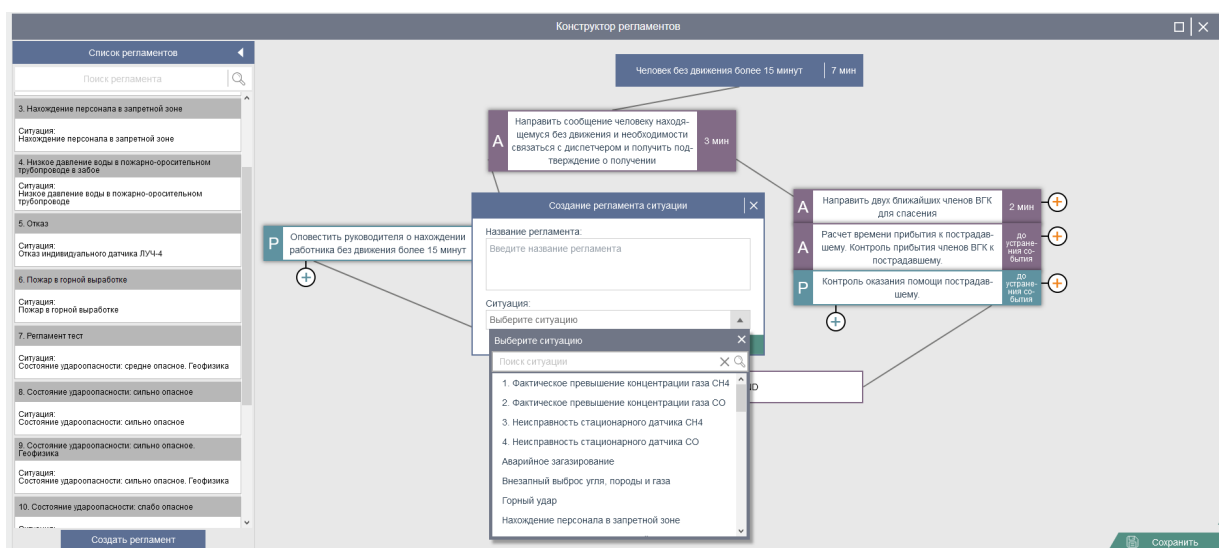 Конструктор регламентов
Список регламентов
Поиск регламента
3. Нахождение персонала в запретной зоне
Ситуация:
Нахождение персонала в запретной зоне
4. Низкое давление воды в пожарно-оросительном
трубопроводе в забое
Ситуация:
Низкое давление воды в пожарно-оросительном
трубопроводе
5. Отказ
Ситуация:
Отказ индивидуального датчика ЛУЧ-4
6. Пожар в горной выработке
Ситуация:
Пожар в горной выработке
7. Регламент тест
Ситуация:
Состояние удароопасности: средне опасное. Геофизика
8. Состояние удароопасности: сильно опасное
Ситуация:
Состояние удароопасности: сильно опасное
9. Состояние удароопасности: сильно опасное.
Геофизика
Ситуация:
Состояние удароопасности: сильно опасное. Геофизика
10. Состояние удароопасности: слабо опасное
Создать регламент
Человек без движения более 15 минут
7 мин
А
Направить сообщение человеку находя-
щемуся без движения и необходимости
связаться с диспетчером и получить под-
тверждение о получении
3 мин
Р
Оповестить руководителя о нахождении
работника без движения более 15 минут
А
Направить двух ближайших членов ВГК
для спасения
2 мин
А
Расчет времени прибытия к пострадав-
шему. Контроль прибытия членов ВГК к
пострадавшему.
до
устране-
ния со-
бытия
Р
Контроль оказания помощи пострадав-
шему.
до
устране-
ния со-
бытия
Создание регламента ситуации
Название регламента:
Введите название регламента
Ситуация:
Выберите ситуацию
Выберите ситуацию
Поиск ситуации
1. Фактическое превышение концентрации газа CH4
2. Фактическое превышение концентрации газа CO
3. Неисправность стационарного датчика CH4
4. Неисправность стационарного датчика CO
Аварийное загазирование
Внезапный выброс угля, породы и газа
Горный удар
Нахождение персонала в запретной зоне
Сохранить